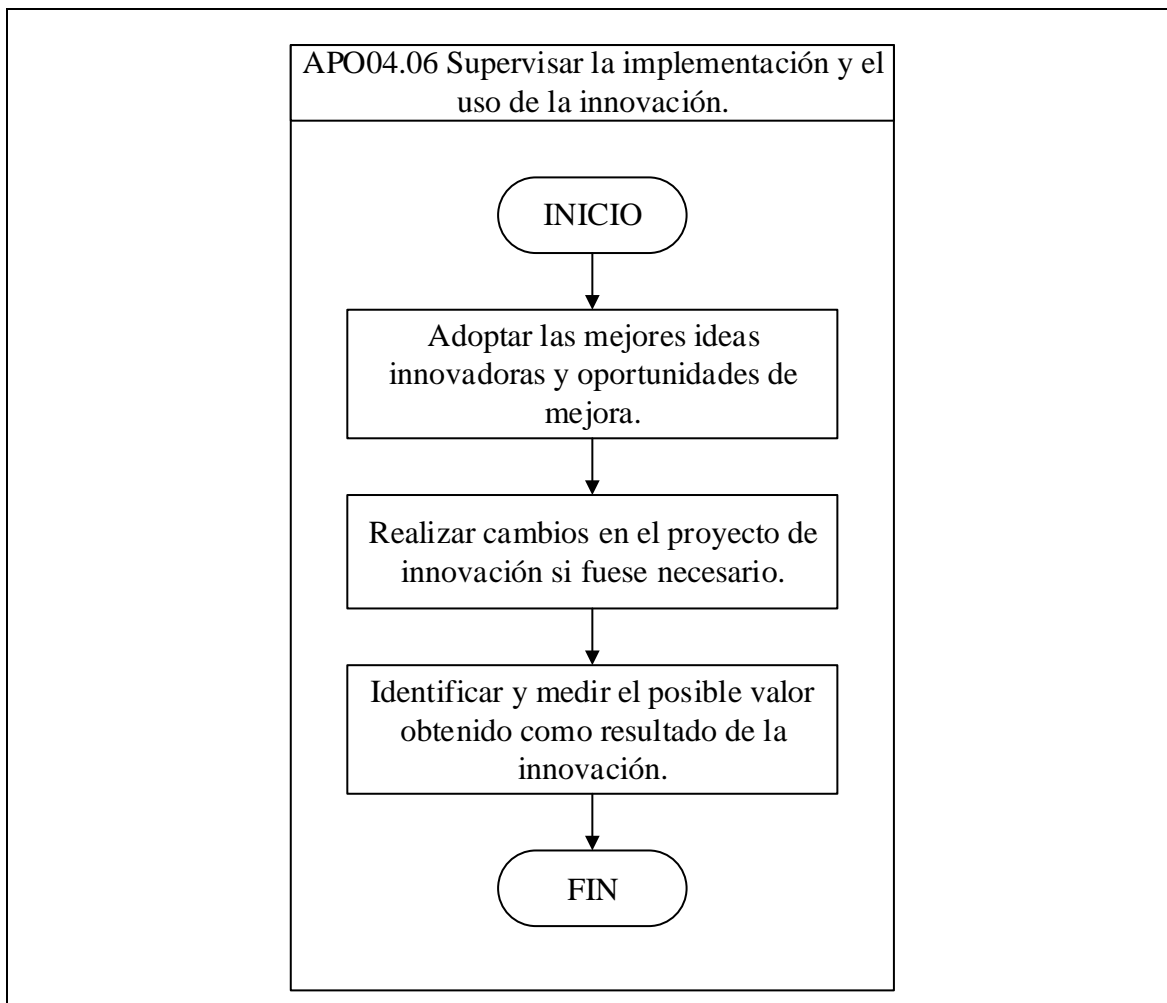 APO04.06 Supervisar la implementación y el
uso de la innovación.
INICIO
Adoptar las mejores ideas
innovadoras y oportunidades de
mejora.
Realizar cambios en el proyecto de
innovación si fuese necesario.
Identificar y medir el posible valor
obtenido como resultado de la
innovación.
FIN